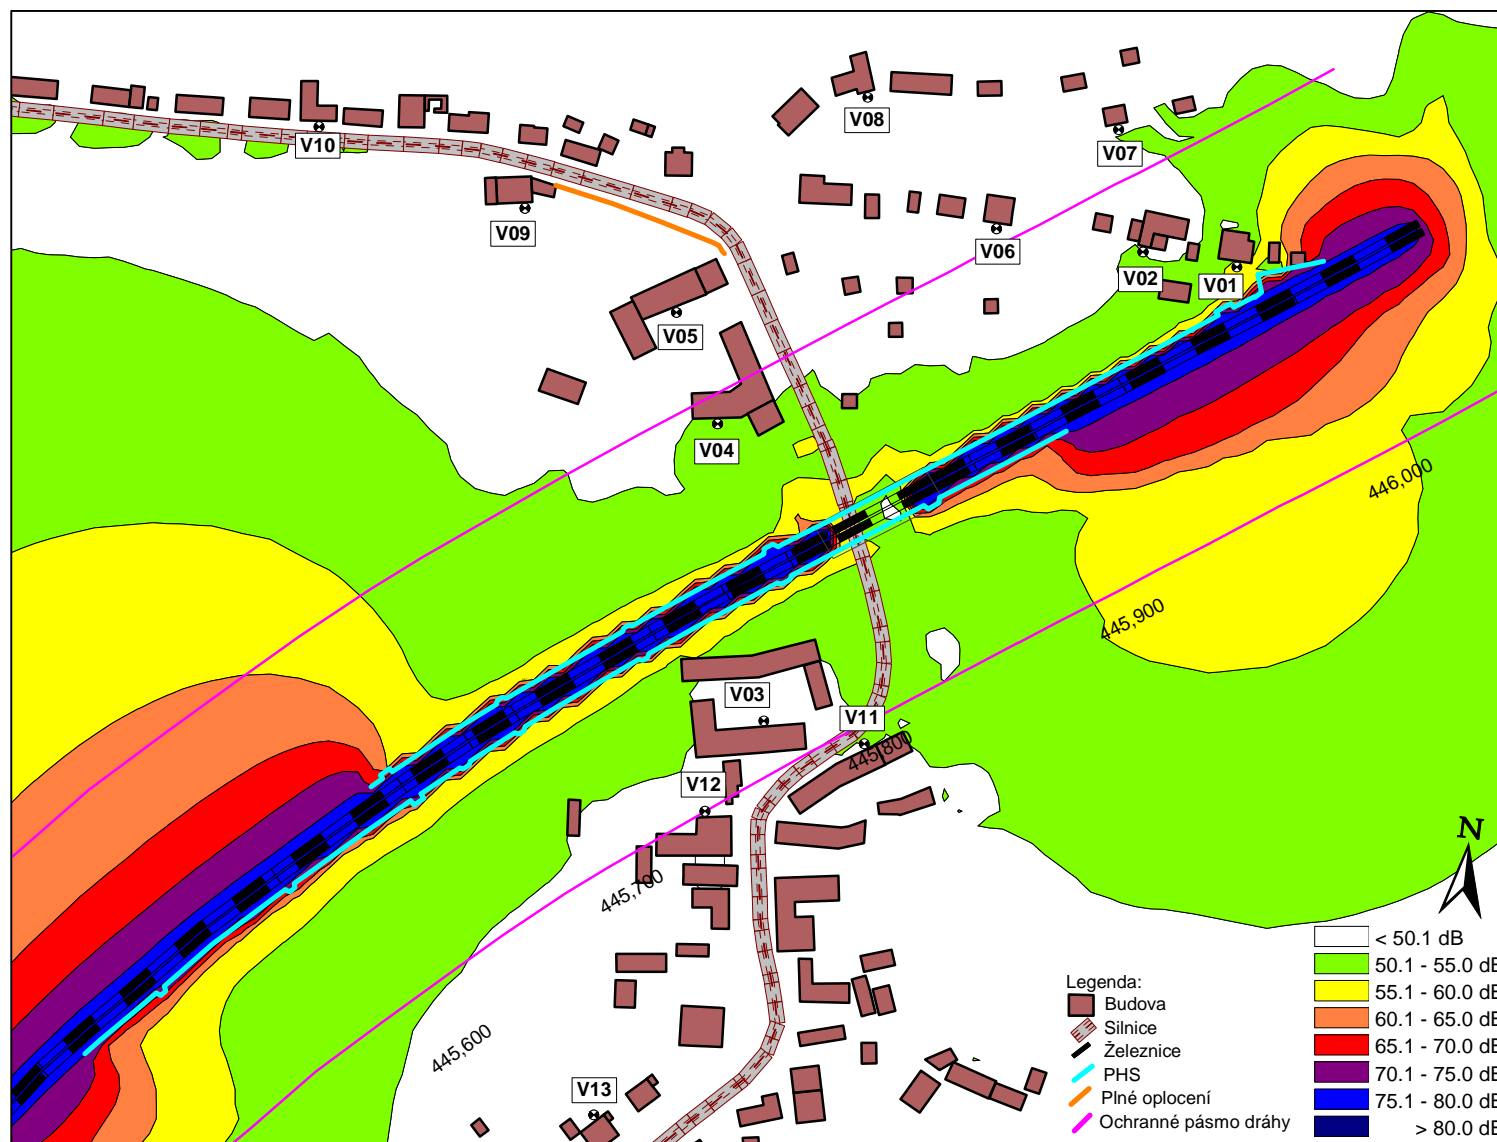 V10
V08
V07
V09
V06
V02
V01
V05
V04
446,000
445,900
V03
V11
445,800
V12
445,700
445,600
V13
N
Legenda:
Budova
Silnice
Železnice
PHS
Plné oplocení
Ochranné pásmo dráhy
< 50.1 dB
50.1 - 55.0 dB
55.1 - 60.0 dB
60.1 - 65.0 dB
65.1 - 70.0 dB
70.1 - 75.0 dB
75.1 - 80.0 dB
> 80.0 dB